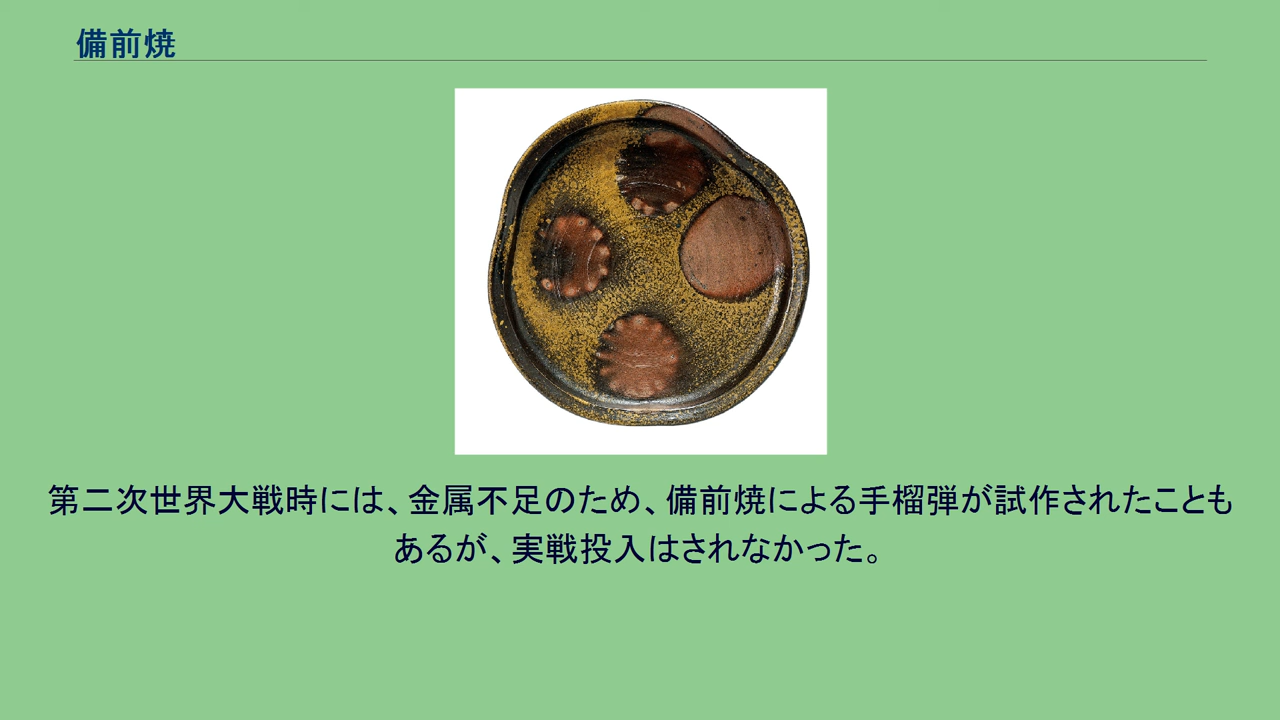 備前焼
第二次世界大戦時には、金属不足のため、備前焼による手榴弾が試作されたことも
あるが、実戦投入はされなかった。